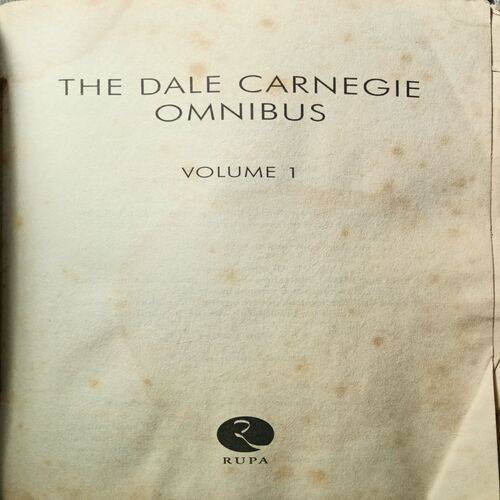 THE DALE CARNEGIE
OMNIBUS
VOLUME 1
RUPA